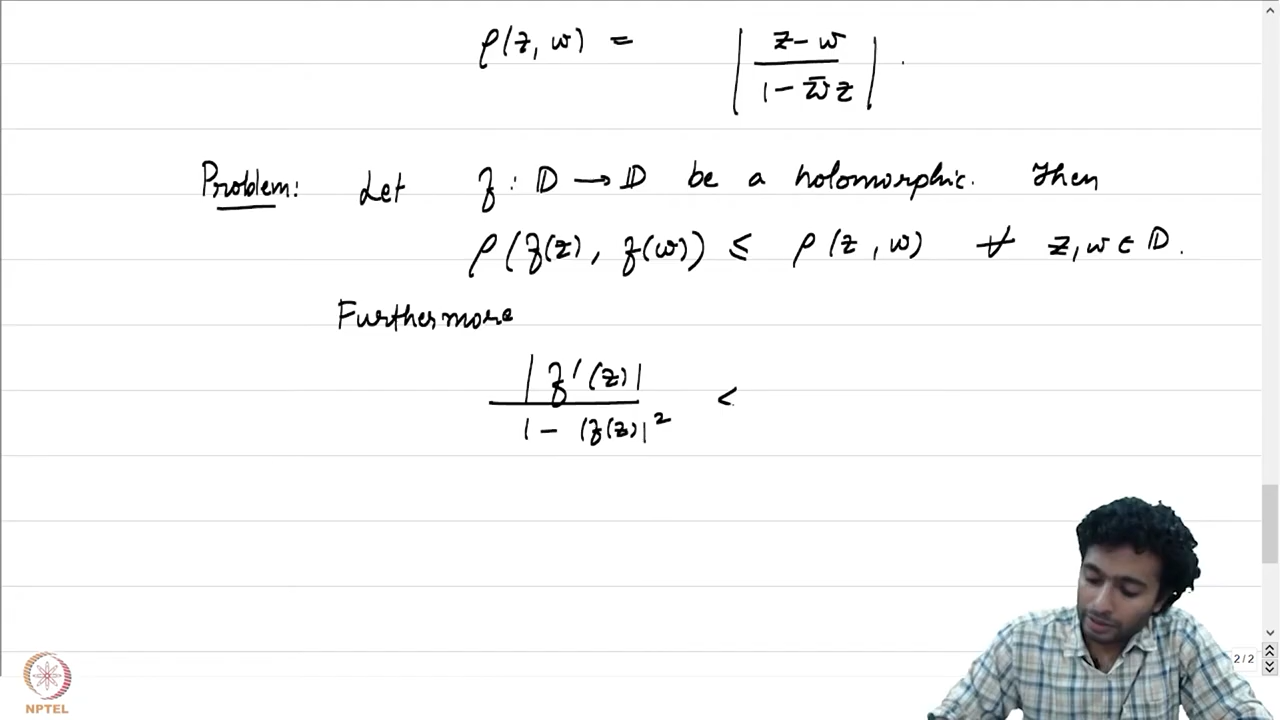 ρ(z, w) = | z - w / 1 - w̄z | .
Problem: Let f : 𝔻 → 𝔻 be a holomorphic. Then
ρ(f(z), f(w)) ≤ ρ(z, w) ∀ z, w ∈ 𝔻.
Furthermore
|f'(z)| / 1 - |f(z)|² <
2/2
NPTEL